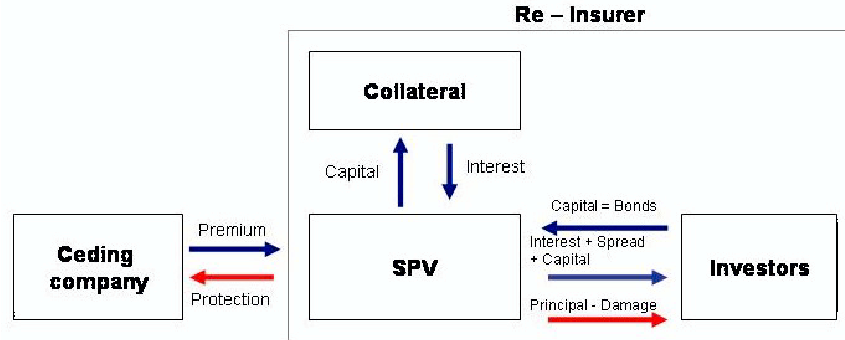 Re – Insurer
Collateral
Capital
Interest
Capital = Bonds
Premium
Interest + Spread
+ Capital
Ceding
company
SPV
Investors
Protection
Principal - Damage